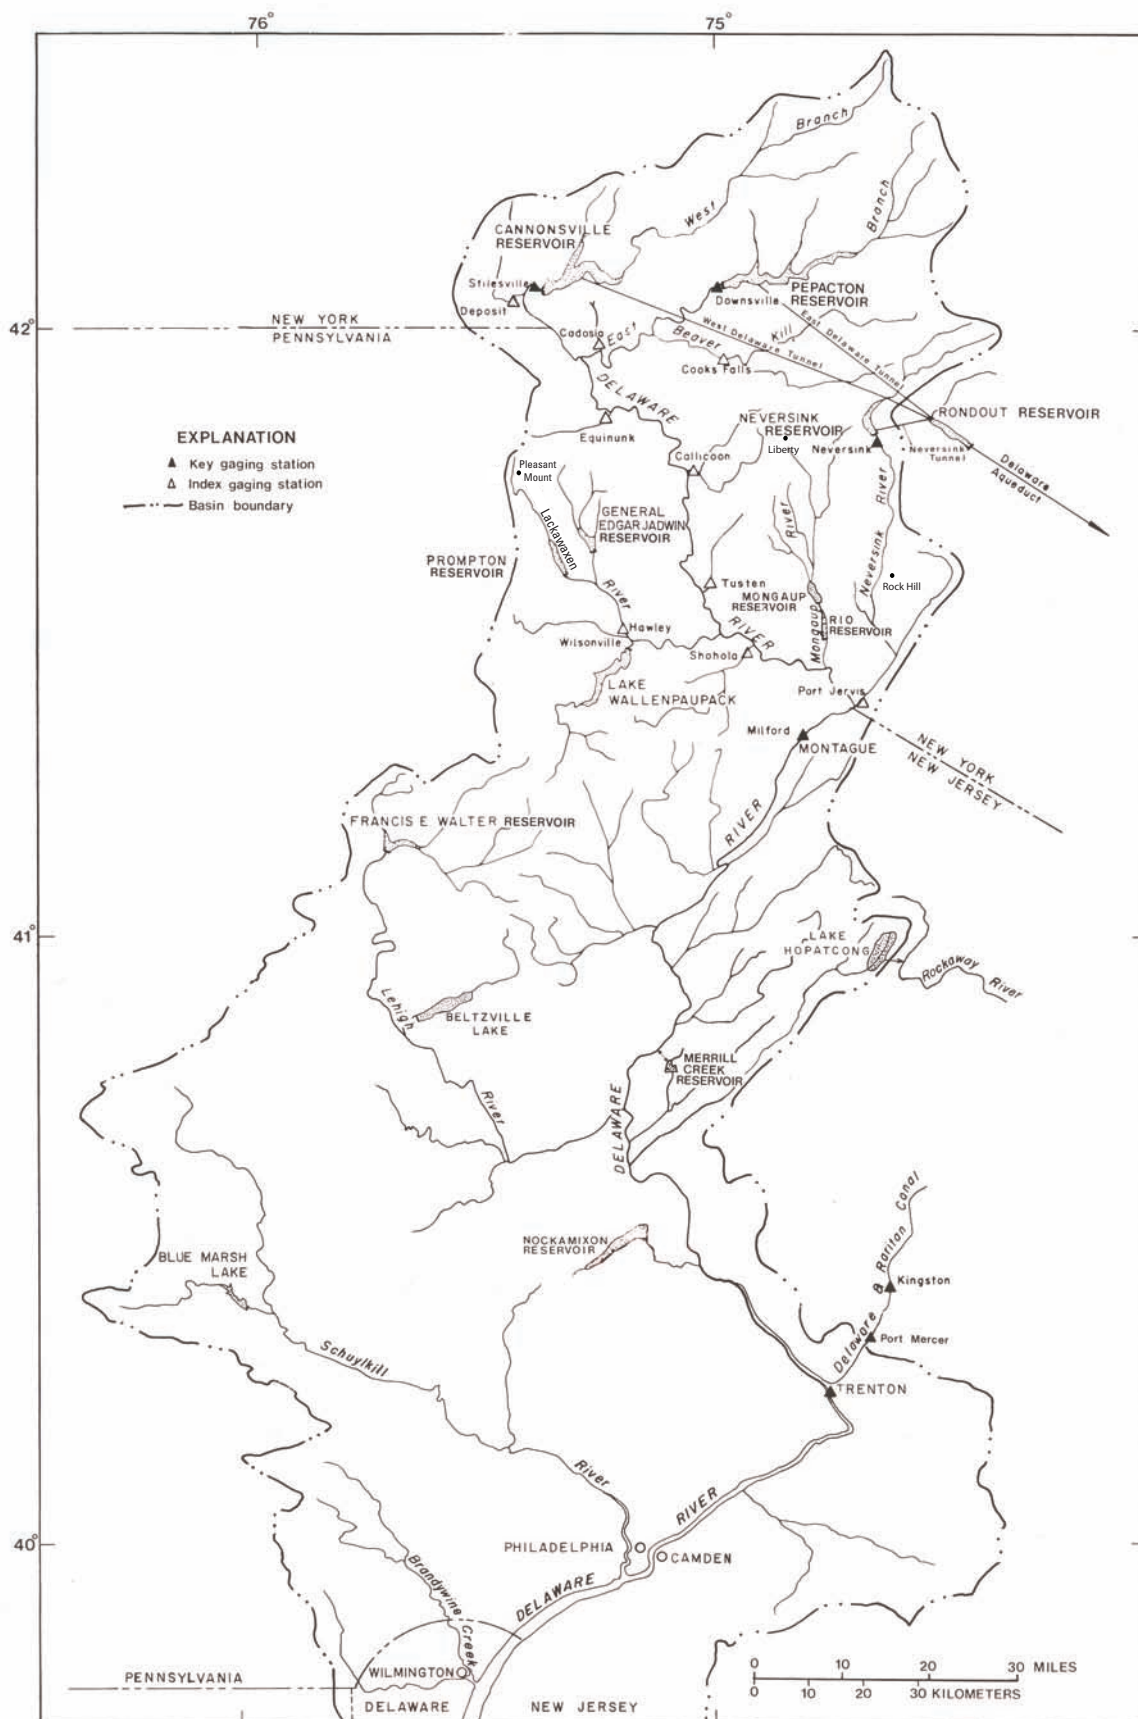 76°
75°
Branch
West
Branch
CANNONSVILLE
RESERVOIR
Stilesville
Deposit
PEPACTON
RESERVOIR
Downsville
42°
NEW YORK
PENNSYLVANIA
Cadosia
East
Beaver
Kill
West Delaware Tunnel
East Delaware Tunnel
Cooks Falls
DELAWARE
NEVERSINK
RESERVOIR
RONDOUT RESERVOIR
EXPLANATION
Key gaging station
Index gaging station
Basin boundary
Equinunk
Liberty
Neversink
Neversink
Tunnel
Delaware
Aqueduct
Callicoon
Pleasant
Mount
GENERAL
EDGAR JADWIN
RESERVOIR
Lackawaxen
River
River
Neversink River
PROMPTON
RESERVOIR
Tusten
Rock Hill
MONGAUP
RESERVOIR
Mongaup
RIO
RESERVOIR
Hawley
RIVER
Wilsonville
Shohola
LAKE
WALLENPAUPACK
Port Jervis
Milford
MONTAGUE
NEW YORK
NEW JERSEY
RIVER
FRANCIS E WALTER RESERVOIR
41°
LAKE
HOPATCONG
Rockaway
River
Lehigh
BELTZVILLE
LAKE
MERRILL
CREEK
RESERVOIR
River
DELAWARE
Delaware & Raritan Canal
NOCKAMIXON
RESERVOIR
BLUE MARSH
LAKE
Kingston
Port Mercer
Schuylkill
TRENTON
River
RIVER
40°
PHILADELPHIA
CAMDEN
Brandywine Creek
DELAWARE
WILMINGTON
PENNSYLVANIA
DELAWARE
NEW JERSEY
0 10 20 30 MILES
0 10 20 30 KILOMETERS